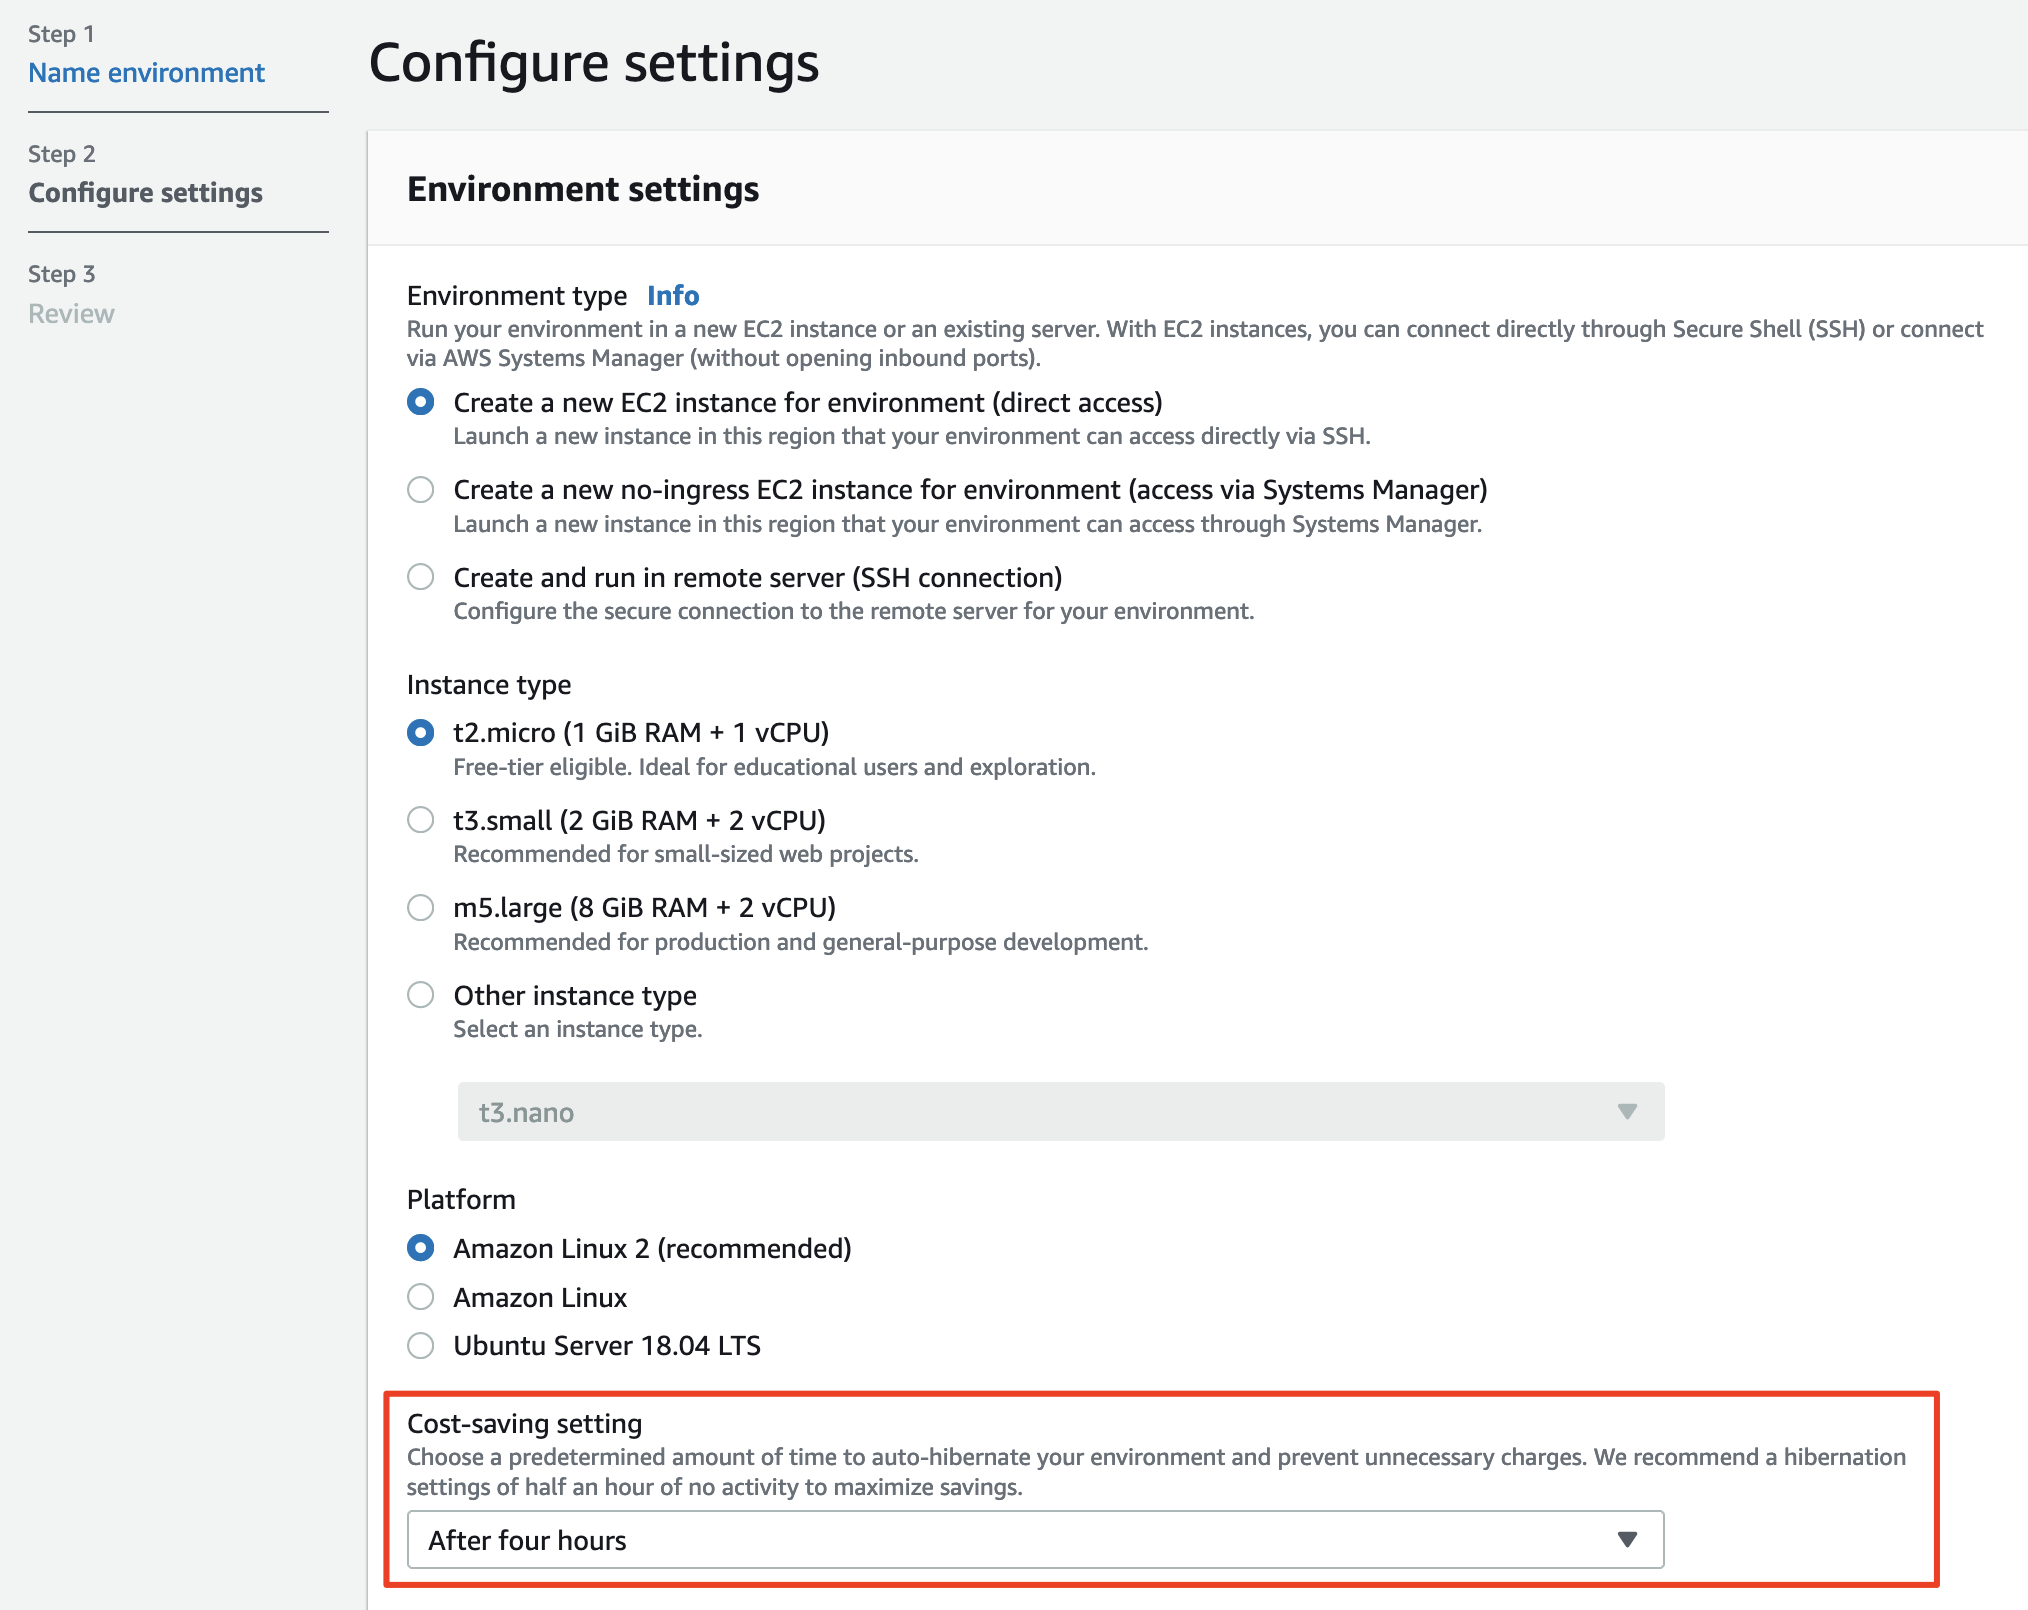 Step 1
Name environment
Step 2
Configure settings
Step 3
Review
Configure settings
Environment settings
Environment type Info
Run your environment in a new EC2 instance or an existing server. With EC2 instances, you can connect directly through Secure Shell (SSH) or connect
via AWS Systems Manager (without opening inbound ports).
Create a new EC2 instance for environment (direct access)
Launch a new instance in this region that your environment can access directly via SSH.
Create a new no-ingress EC2 instance for environment (access via Systems Manager)
Launch a new instance in this region that your environment can access through Systems Manager.
Create and run in remote server (SSH connection)
Configure the secure connection to the remote server for your environment.
Instance type
t2.micro (1 GiB RAM + 1 vCPU)
Free-tier eligible. Ideal for educational users and exploration.
t3.small (2 GiB RAM + 2 vCPU)
Recommended for small-sized web projects.
m5.large (8 GiB RAM + 2 vCPU)
Recommended for production and general-purpose development.
Other instance type
Select an instance type.
t3.nano
Platform
Amazon Linux 2 (recommended)
Amazon Linux
Ubuntu Server 18.04 LTS
Cost-saving setting
Choose a predetermined amount of time to auto-hibernate your environment and prevent unnecessary charges. We recommend a hibernation
settings of half an hour of no activity to maximize savings.
After four hours